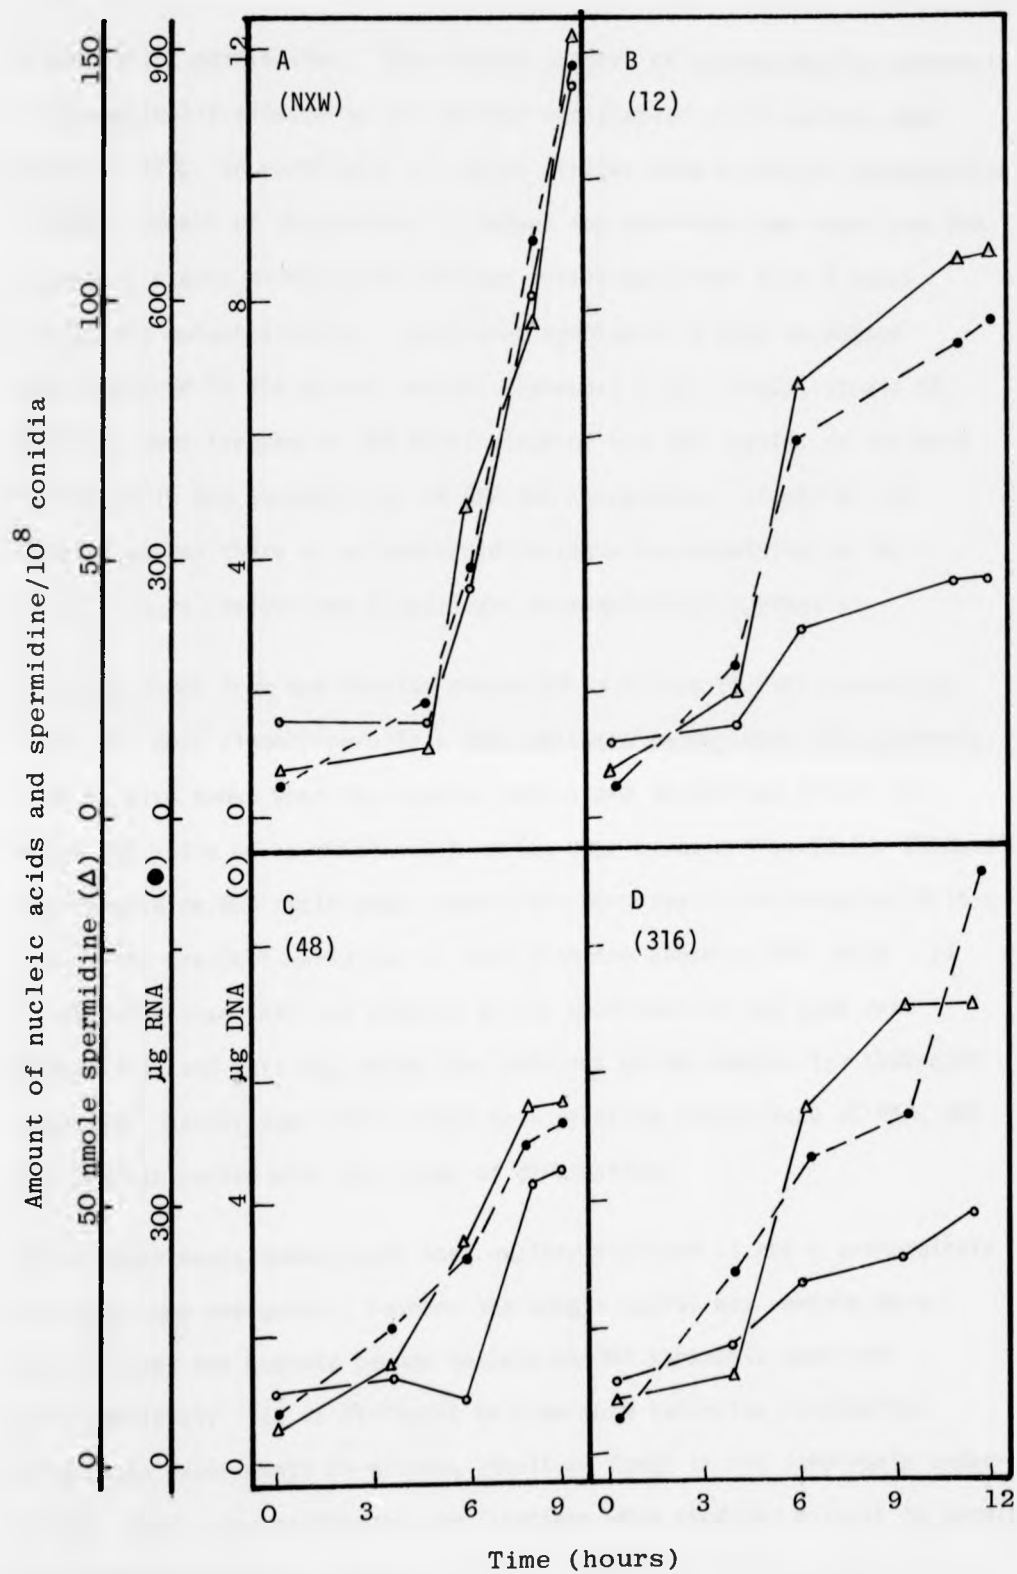 Amount of nucleic acids and spermidine/10⁸ conidia
nmole spermidine (Δ)
0
50
100
150
0
50
µg RNA (●)
0
300
600
900
0
300
µg DNA (o)
0
4
8
12
0
4
A
(NXW)
B
(12)
C
(48)
D
(316)
0 3 6 9
0 3 6 9 12
Time (hours)